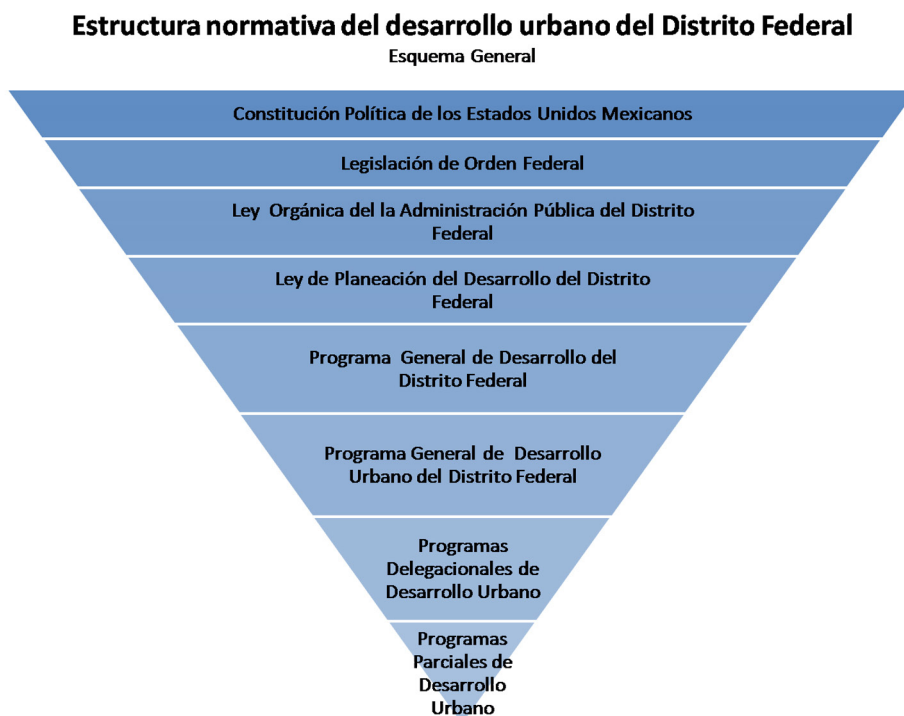 Estructura normativa del desarrollo urbano del Distrito Federal
Esquema General
Constitución Política de los Estados Unidos Mexicanos
Legislación de Orden Federal
Ley Orgánica del la Administración Pública del Distrito
Federal
Ley de Planeación del Desarrollo del Distrito
Federal
Programa General de Desarrollo del
Distrito Federal
Programa General de Desarrollo
Urbano del Distrito Federal
Programas
Delegacionales de
Desarrollo Urbano
Programas
Parciales de
Desarrollo
Urbano